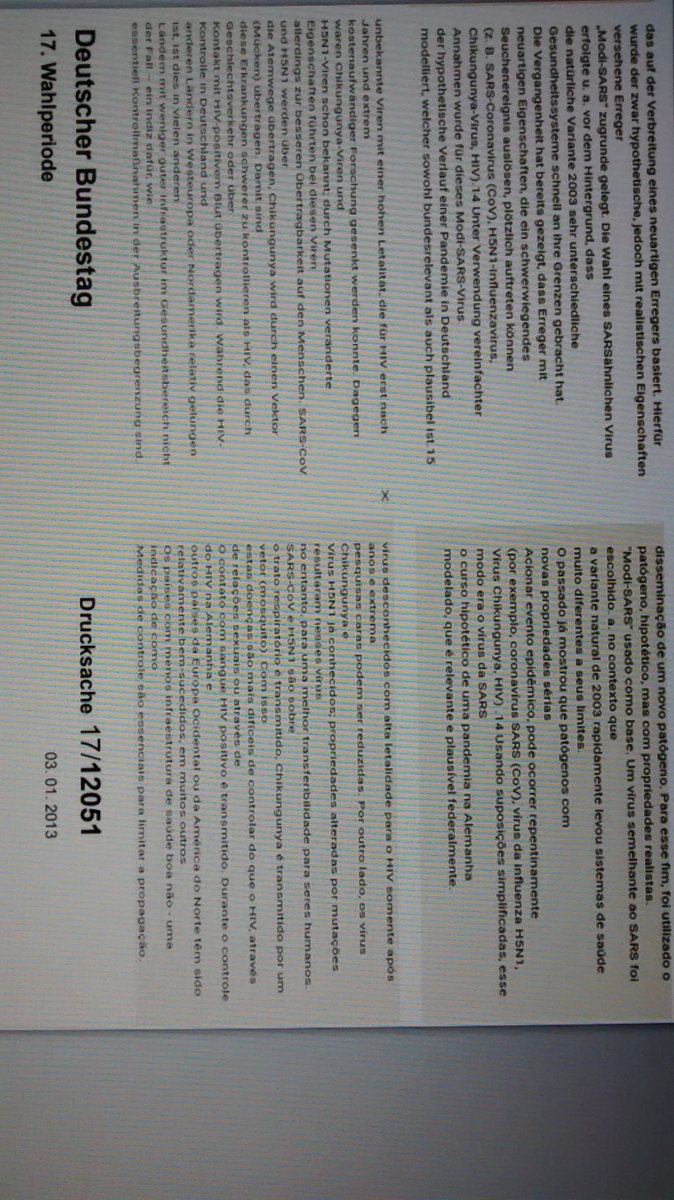 das auf der Verbreitung eines neuartigen Erregers basiert. Hierfür
wurde der zwar hypothetische, jedoch mit realistischen Eigenschaften
versehene Erreger
„Modi-SARS“ zugrunde gelegt. Die Wahl eines SARSähnlichen Virus
erfolgte u. a. vor dem Hintergrund, dass
die natürliche Variante 2003 sehr unterschiedliche
Gesundheitssysteme schnell an ihre Grenzen gebracht hat.
Die Vergangenheit hat bereits gezeigt, dass Erreger mit
neuartigen Eigenschaften, die ein schwerwiegendes
Seuchenereignis auslösen, plötzlich auftreten können
(z. B. SARS-Coronavirus (CoV), H5N1-Influenzavirus,
Chikungunya-Virus, HIV).14 Unter Verwendung vereinfachter
Annahmen wurde für dieses Modi-SARS-Virus
der hypothetische Verlauf einer Pandemie in Deutschland
modelliert, welcher sowohl bundesrelevant als auch plausibel ist.15
disseminação de um novo patógeno. Para esse fim, foi utilizado o
patógeno, hipotético, mas com propriedades realistas.
"Modi-SARS" usado como base. Um vírus semelhante ao SARS foi
escolhido. a. no contexto que
a variante natural de 2003 rapidamente levou sistemas de saúde
muito diferentes a seus limites.
O passado já mostrou que patógenos com
novas propriedades sérias
Acionar evento epidêmico, pode ocorrer repentinamente
(por exemplo, coronavírus SARS (CoV), vírus da influenza H5N1,
Vírus Chikungunya, HIV) .14 Usando suposições simplificadas, esse
modo era o vírus da SARS
o curso hipotético de uma pandemia na Alemanha
modelado, que é relevante e plausível federalmente.
unbekannte Viren mit einer hohen Letalität, die für HIV erst nach
Jahren und extrem
kostenaufwändiger Forschung gesenkt werden konnte. Dagegen
waren Chikungunya-Viren und
H5N1-Viren schon bekannt; durch Mutationen veränderte
Eigenschaften führten bei diesen Viren
allerdings zur besseren Übertragbarkeit auf den Menschen. SARS-CoV
und H5N1 werden über
die Atemwege übertragen, Chikungunya wird durch einen Vektor
(Mücken) übertragen. Damit sind
diese Erkrankungen schwerer zu kontrollieren als HIV, das durch
Geschlechtsverkehr oder über
Kontakt mit HIV-positivem Blut übertragen wird. Während die HIV-
Kontrolle in Deutschland und
anderen Ländern in Westeuropa oder Nordamerika relativ gelungen
ist, ist dies in vielen anderen
Ländern mit weniger guter Infrastruktur im Gesundheitsbereich nicht
der Fall - ein Indiz dafür wie
essentiell Kontrollmaßnahmen in der Ausbreitungsbegrenzung sind.
×
vírus desconhecidos com alta letalidade para o HIV somente após
anos e extrema
pesquisas caras podem ser reduzidas. Por outro lado, os vírus
Chikungunya e
Vírus H5N1 já conhecidos; propriedades alteradas por mutações
resultaram nesses vírus
no entanto, para uma melhor transferibilidade para seres humanos.
SARS-CoV e H5N1 são sobre
o trato respiratório é transmitido, Chikungunya é transmitido por um
vetor (mosquito). Com isso
estas doenças são mais difíceis de controlar do que o HIV, através
de relações sexuais ou através de
O contato com sangue HIV positivo é transmitido. Durante o controle
do HIV na Alemanha e
outros países da Europa Ocidental ou da América do Norte têm sido
relativamente bem-sucedidos, em muitos outros
Os países com menos infraestrutura de saúde boa não - uma
indicação de como
Medidas de controle são essenciais para limitar a propagação.
Deutscher Bundestag
17. Wahlperiode
Drucksache 17/12051
03. 01. 2013